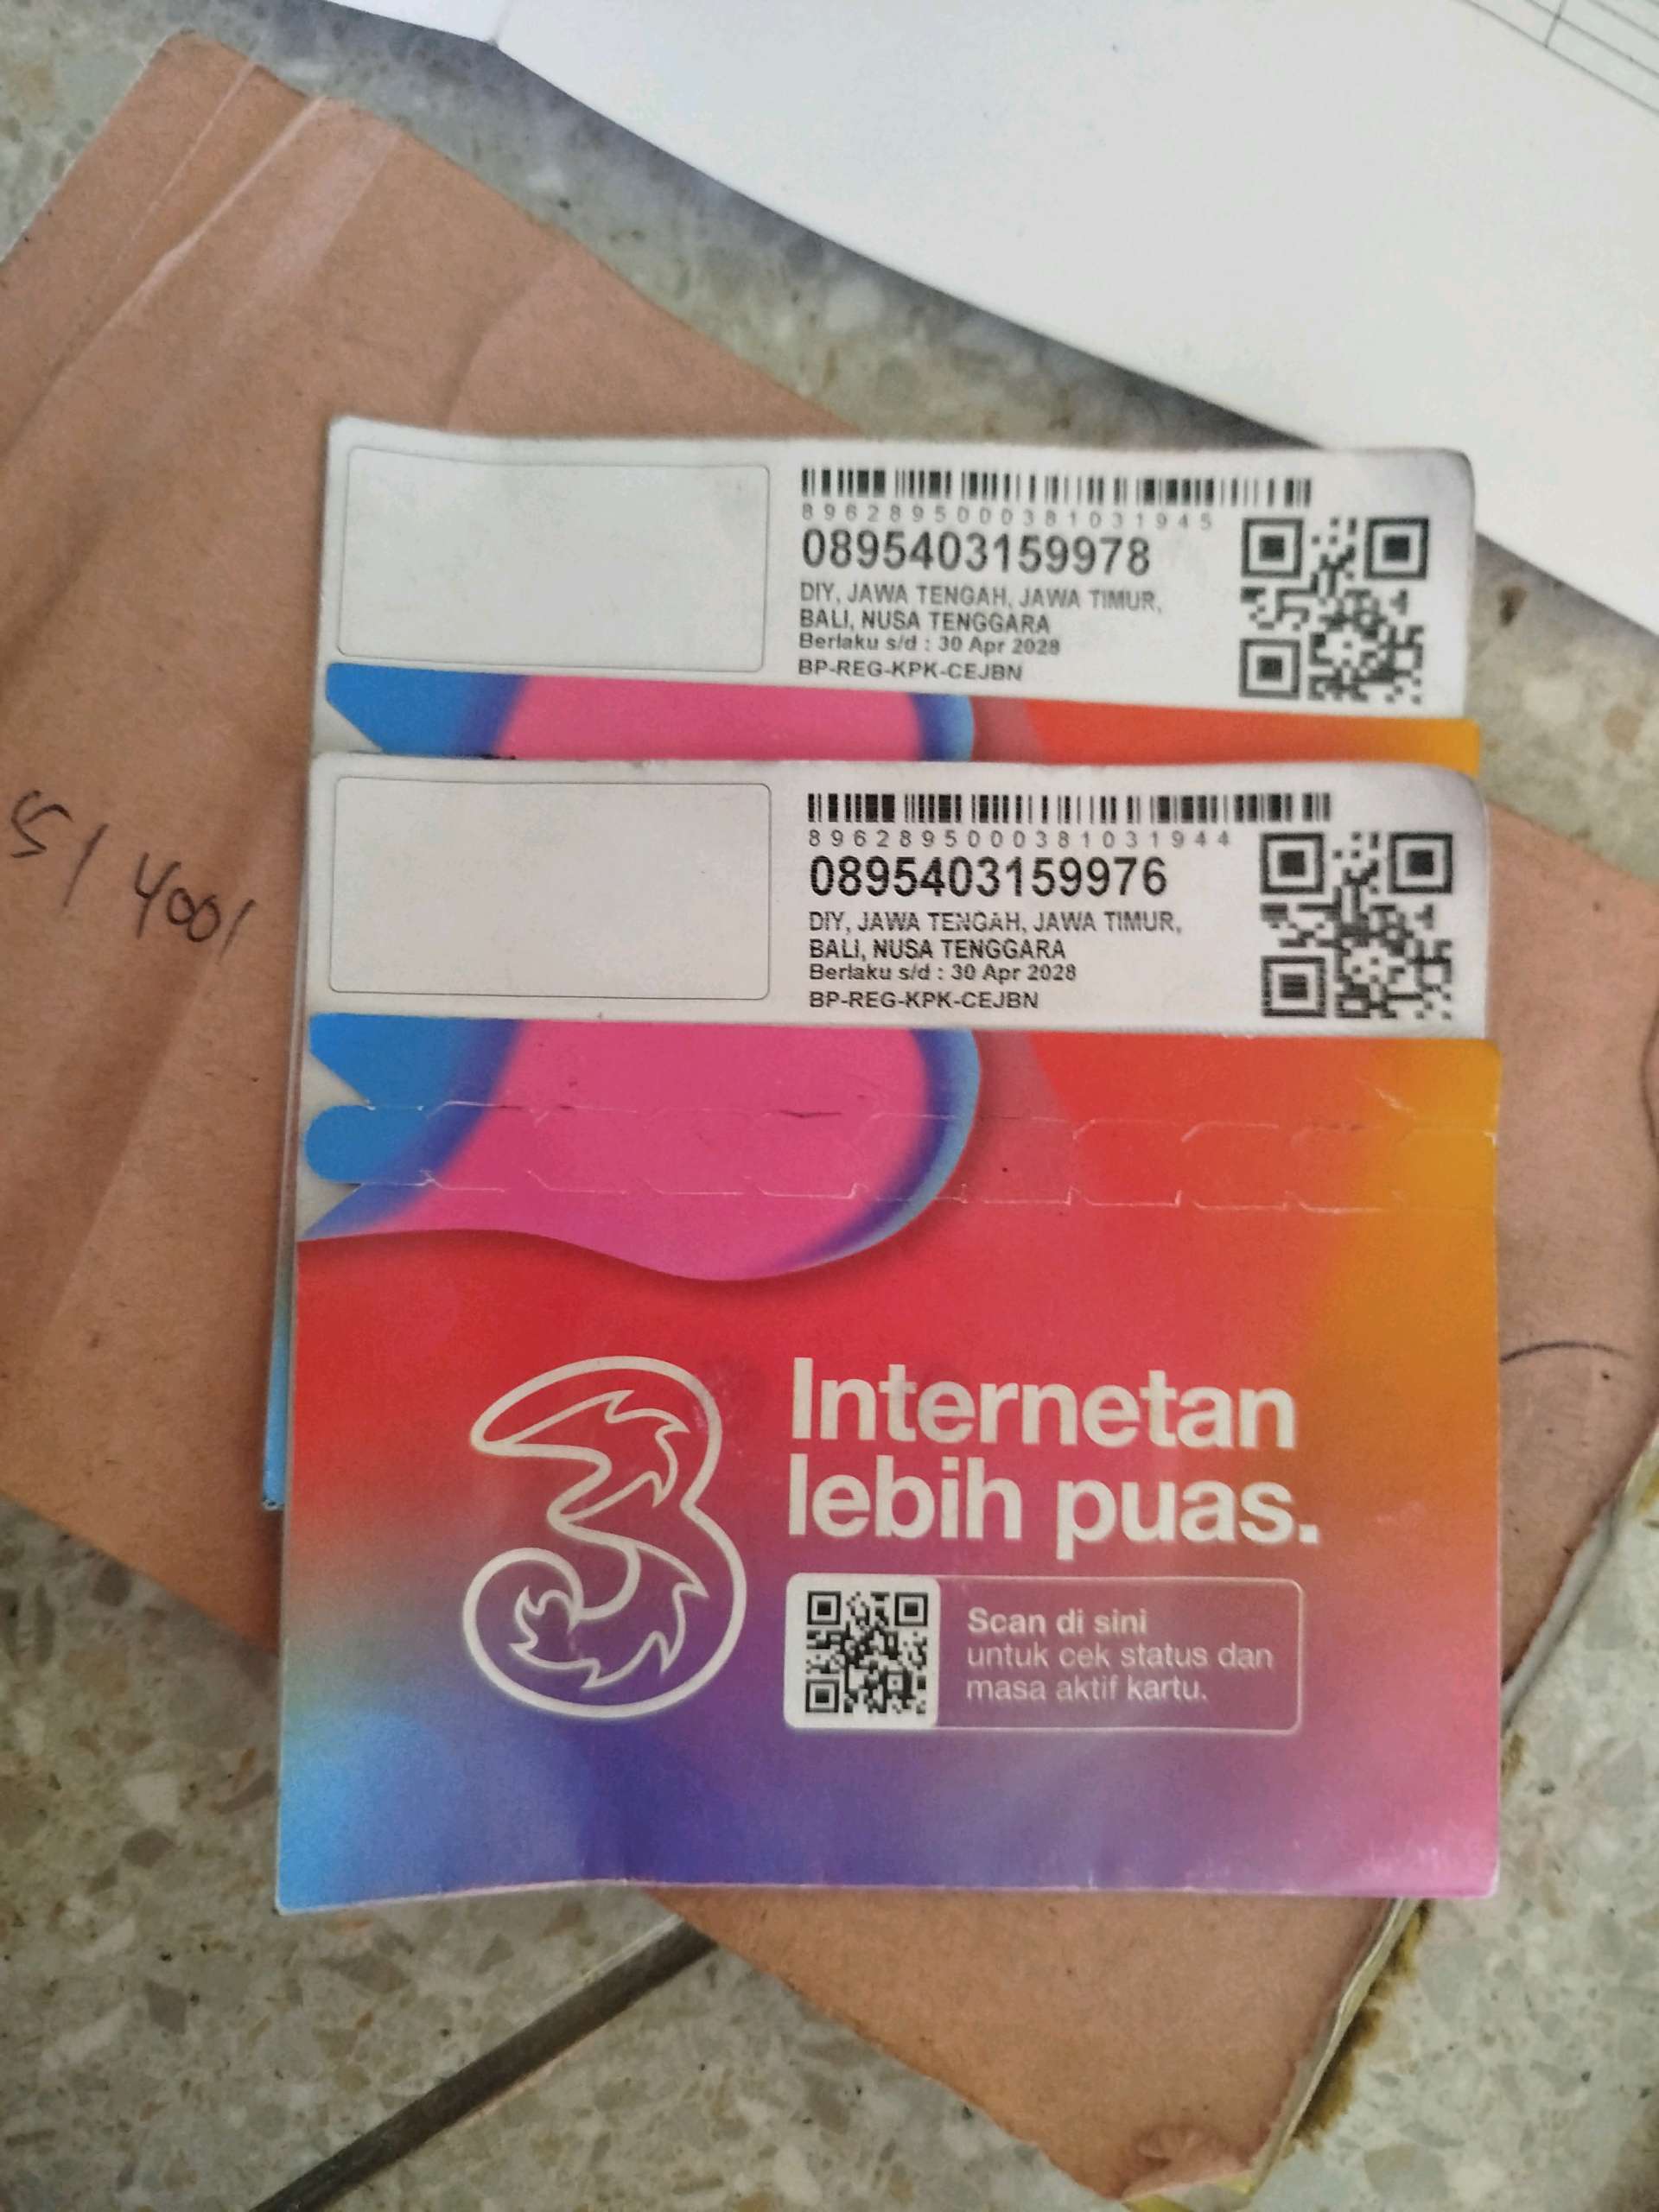 8962895000381031945
0895403159978
DIY, JAWA TENGAH, JAWA TIMUR,
BALI, NUSA TENGGARA
Berlaku s/d : 30 Apr 2028
BP-REG-KPK-CEJBN
8962895000381031944
0895403159976
DIY, JAWA TENGAH, JAWA TIMUR,
BALI, NUSA TENGGARA
Berlaku s/d : 30 Apr 2028
BP-REG-KPK-CEJBN
3
Internetan
lebih puas.
Scan di sini
untuk cek status dan
masa aktif kartu.